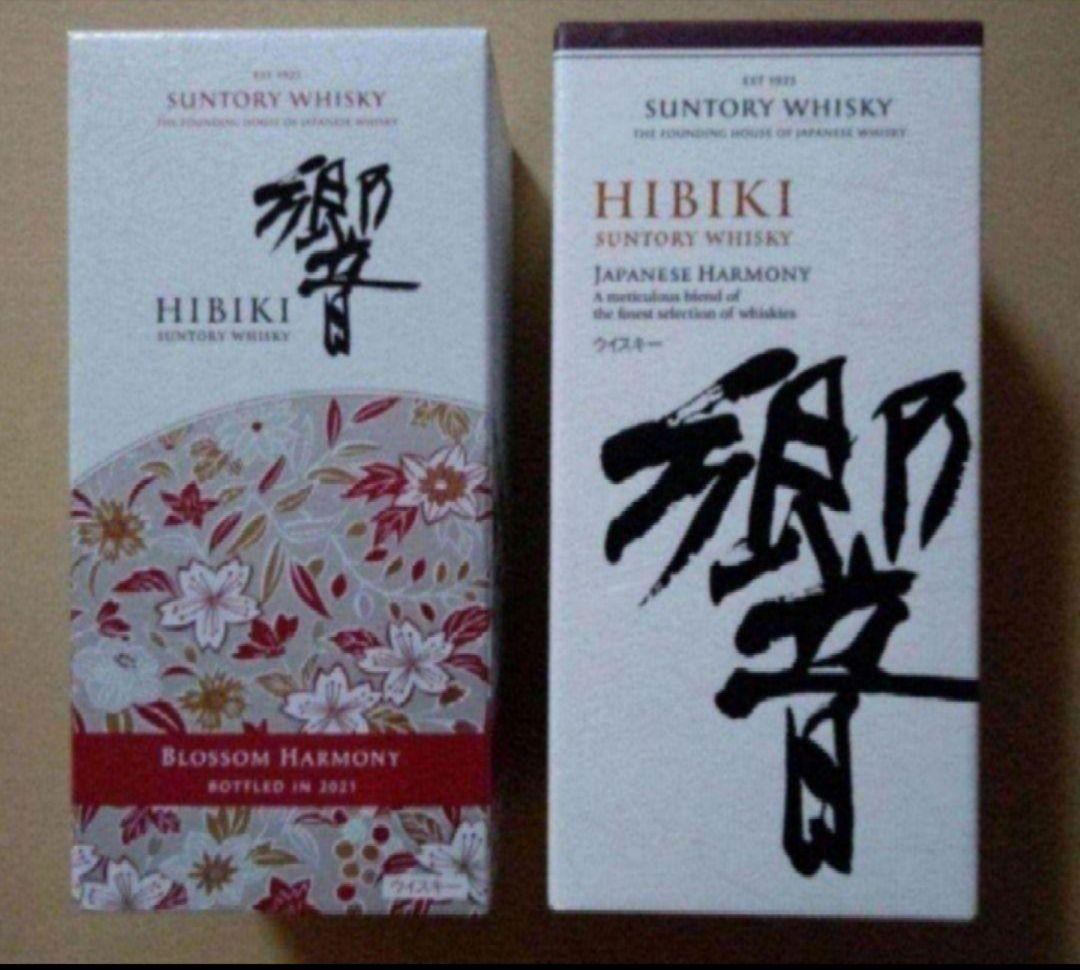 EST 1923
SUNTORY WHISKY
THE FOUNDING HOUSE OF JAPANESE WHISKY
響
HIBIKI
SUNTORY WHISKY
BLOSSOM HARMONY
BOTTLED IN 2021
ウイスキー
EST 1923
SUNTORY WHISKY
THE FOUNDING HOUSE OF JAPANESE WHISKY
HIBIKI
SUNTORY WHISKY
JAPANESE HARMONY
A meticulous blend of
the finest selection of whiskies
ウイスキー
響